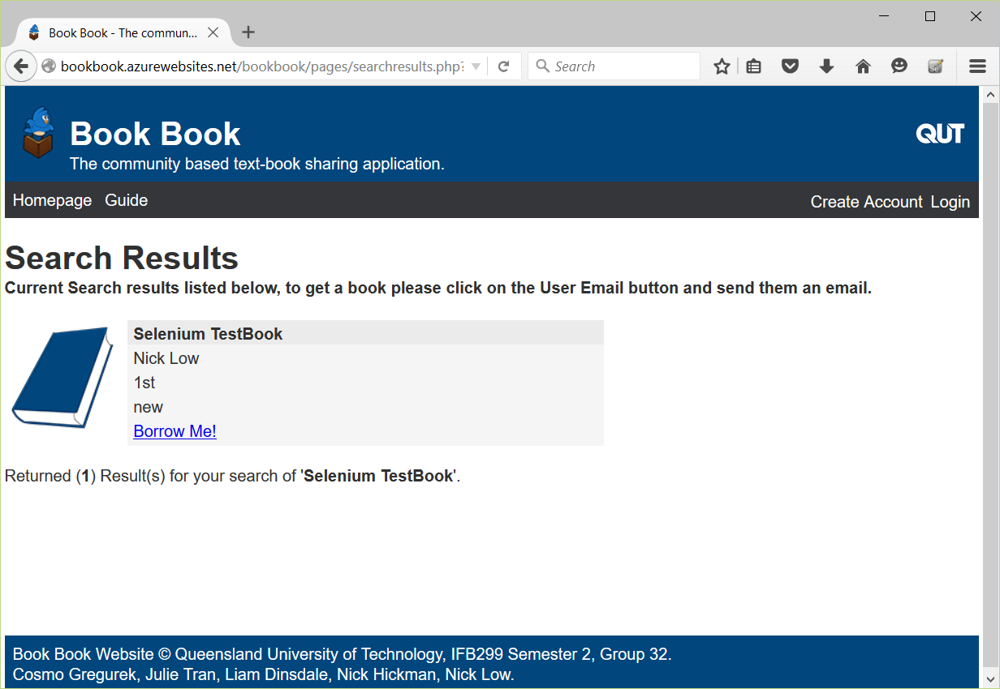 Book Book - The commun...
bookbook.azurewebsites.net/bookbook/pages/searchresults.php?
Search
Book Book
QUT
The community based text-book sharing application.
Homepage Guide Create Account Login
Search Results
Current Search results listed below, to get a book please click on the User Email button and send them an email.
Selenium TestBook
Nick Low
1st
new
Borrow Me!
Returned (1) Result(s) for your search of 'Selenium TestBook'.
Book Book Website © Queensland University of Technology, IFB299 Semester 2, Group 32.
Cosmo Gregurek, Julie Tran, Liam Dinsdale, Nick Hickman, Nick Low.